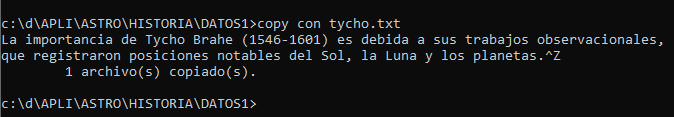 c:\d\APLI\ASTRO\HISTORIA\DATOS1>copy con tycho.txt
La importancia de Tycho Brahe (1546-1601) es debida a sus trabajos observacionales,
que registraron posiciones notables del Sol, la Luna y los planetas.^Z
        1 archivo(s) copiado(s).
c:\d\APLI\ASTRO\HISTORIA\DATOS1>